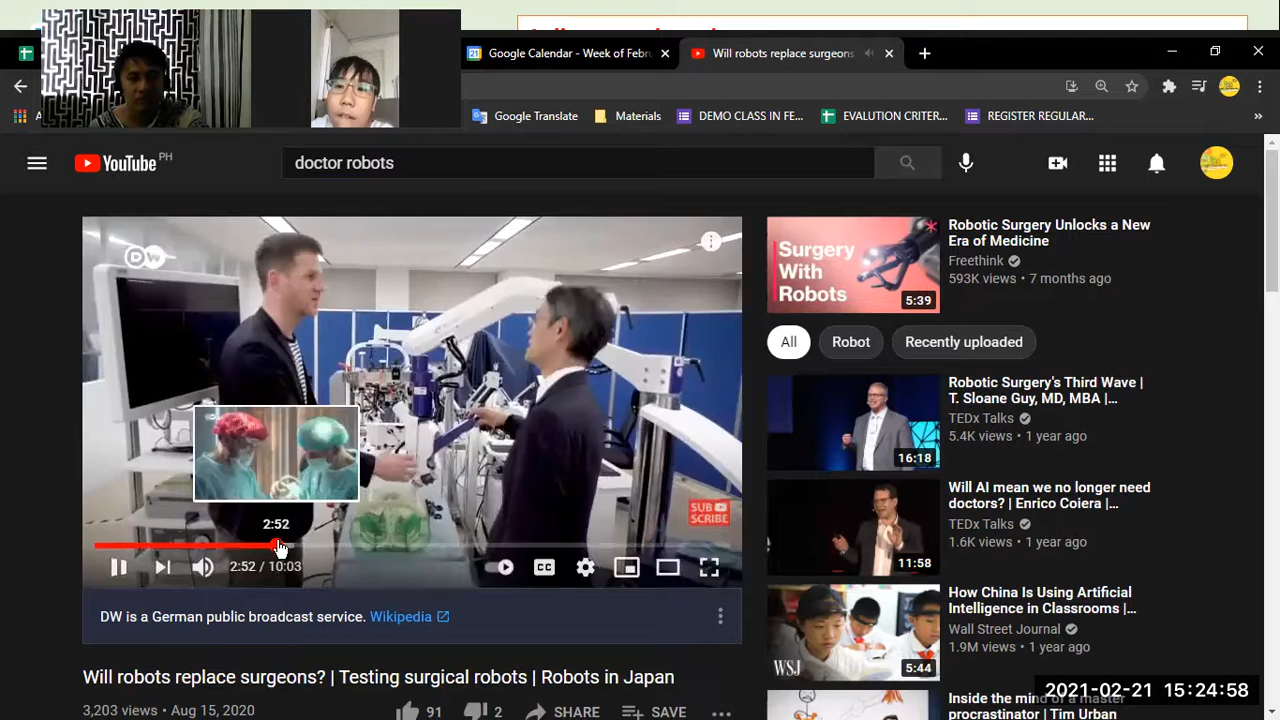 Google Calendar - Week of Febru
Will robots replace surgeons
Google Translate
Materials
DEMO CLASS IN FE...
EVALUTION CRITER...
REGISTER REGULAR...
»
YouTube PH
doctor robots
DW
SUB
SCRIBE
2:52
2:52 / 10:03
CC
DW is a German public broadcast service. Wikipedia
Will robots replace surgeons? | Testing surgical robots | Robots in Japan
3,203 views • Aug 15, 2020
91
2
SHARE
SAVE
Surgery
With
Robots
5:39
Robotic Surgery Unlocks a New
Era of Medicine
Freethink
593K views • 7 months ago
All
Robot
Recently uploaded
16:18
Robotic Surgery's Third Wave |
T. Sloane Guy, MD, MBA |...
TEDx Talks
5.4K views • 1 year ago
11:58
Will AI mean we no longer need
doctors? | Enrico Coiera |...
TEDx Talks
1.6K views • 1 year ago
WSJ
5:44
How China Is Using Artificial
Intelligence in Classrooms |...
Wall Street Journal
1.9M views • 1 year ago
Inside the mind of a master
procrastinator | Tim Urban
2021-02-21 15:24:58